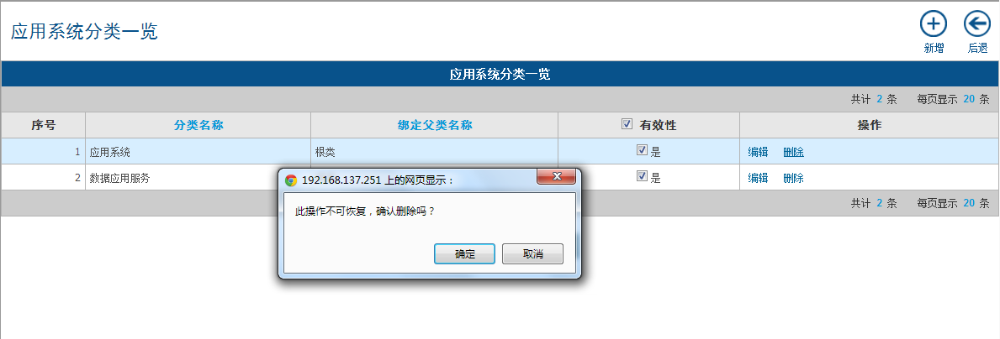 应用系统分类一览
新增 后退
应用系统分类一览
共计 2 条 每页显示 20 条
序号 分类名称 绑定父类名称 有效性 操作
1 应用系统 根类 是 编辑 删除
2 数据应用服务 是 编辑 删除
共计 2 条 每页显示 20 条
192.168.137.251 上的网页显示：
此操作不可恢复，确认删除吗？
确定 取消